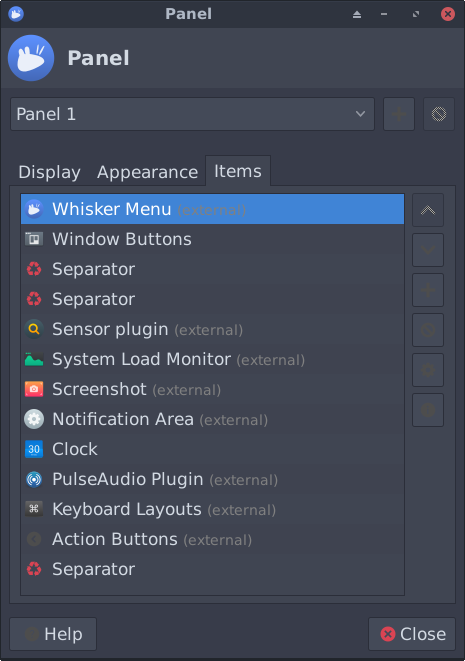 Panel
Panel
Panel 1
Display Appearance Items
Whisker Menu (external)
Window Buttons
Separator
Separator
Sensor plugin (external)
System Load Monitor (external)
Screenshot (external)
Notification Area (external)
30 Clock
PulseAudio Plugin (external)
Keyboard Layouts (external)
Action Buttons (external)
Separator
Help Close